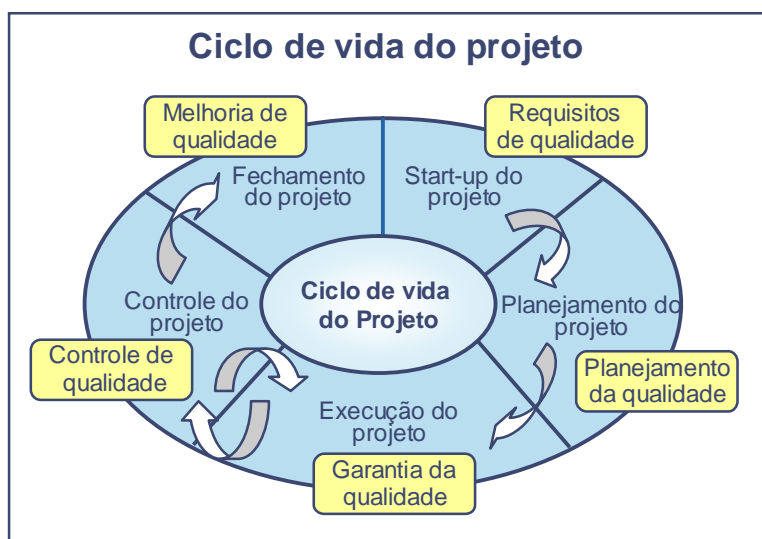 Ciclo de vida do projeto
Melhoria de
qualidade
Requisitos
de qualidade
Fechamento
do projeto
Start-up do
projeto
Ciclo de vida
do Projeto
Controle do
projeto
Planejamento do
projeto
Controle de
qualidade
Planejamento
da qualidade
Execução do
projeto
Garantia da
qualidade